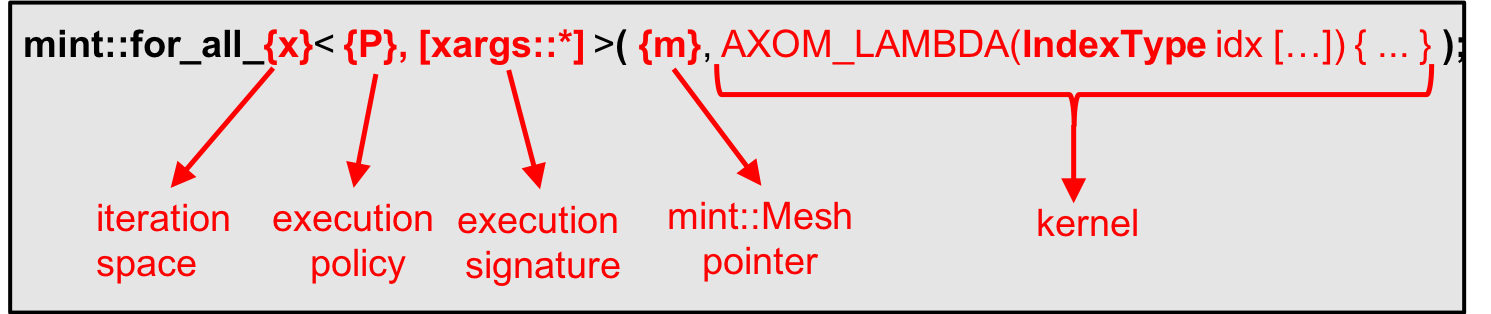 mint::for_all_{x}< {P}, [xargs::*] >( {m}, AXOM_LAMBDA(IndexType idx […]) { ... } );
iteration space
execution policy
execution signature
mint::Mesh pointer
kernel